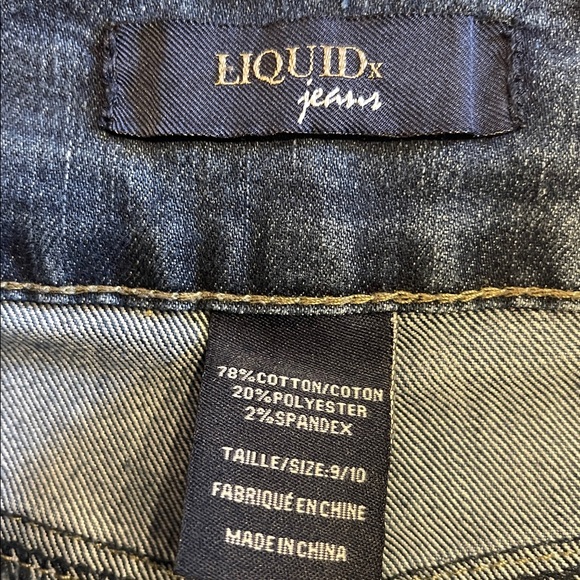 LIQUIDX
jeans
78%COTTON/COTON
20%POLYESTER
2%SPANDEX
TAILLE/SIZE:9/10
FABRIQUÉ EN CHINE
MADE IN CHINA